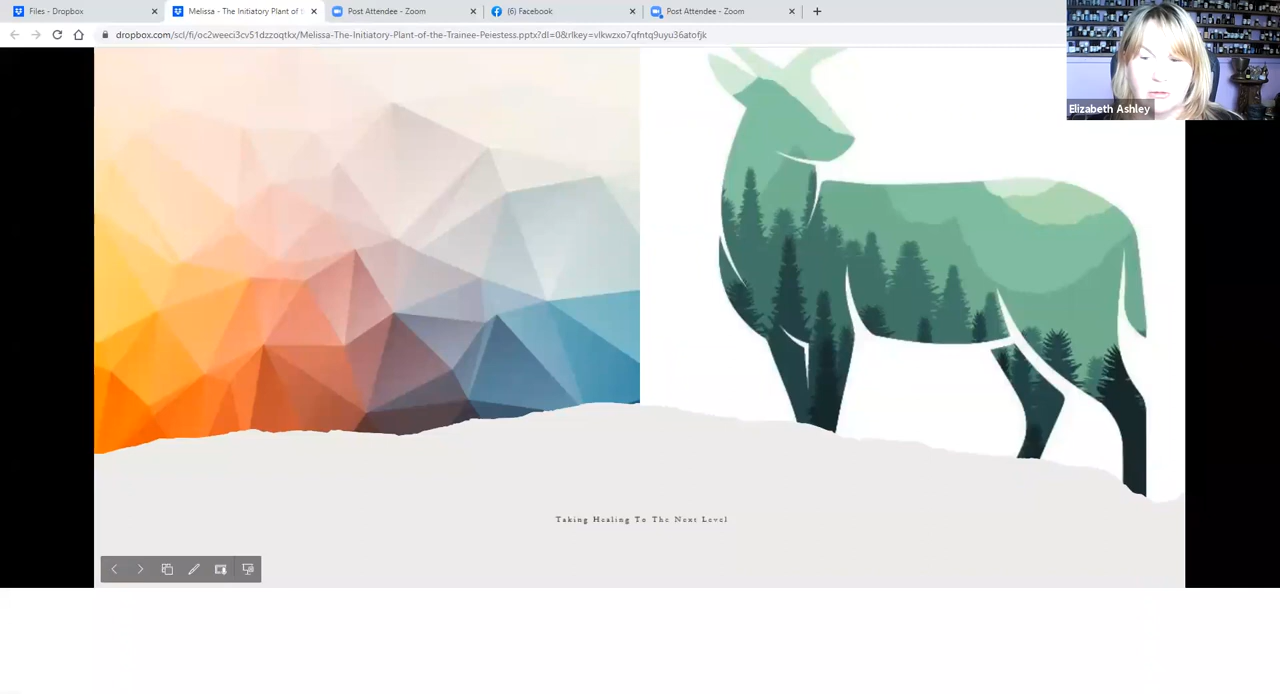 Files - Dropbox
Melissa - The Initiatory Plant of t
Post Attendee - Zoom
(6) Facebook
Post Attendee - Zoom
dropbox.com/scl/fi/oc2weeci3cv51dzzoqtkx/Melissa-The-Initiatory-Plant-of-the-Trainee-Peiestess.pptx?dl=0&rlkey=vlkwzxo7qfntq9uyu36atofjk
Elizabeth Ashley
Taking Healing To The Next Level